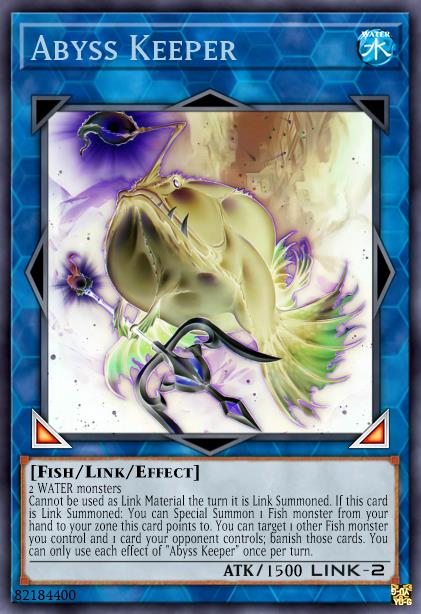 ABYSS KEEPER
WATER
水
[FISH/LINK/EFFECT]
2 WATER monsters
Cannot be used as Link Material the turn it is Link Summoned. If this card
is Link Summoned: You can Special Summon 1 Fish monster from your
hand to your zone this card points to. You can target 1 other Fish monster
you control and 1 card your opponent controls; banish those cards. You
can only use each effect of "Abyss Keeper" once per turn.
ATK/1500 LINK-2
82184400